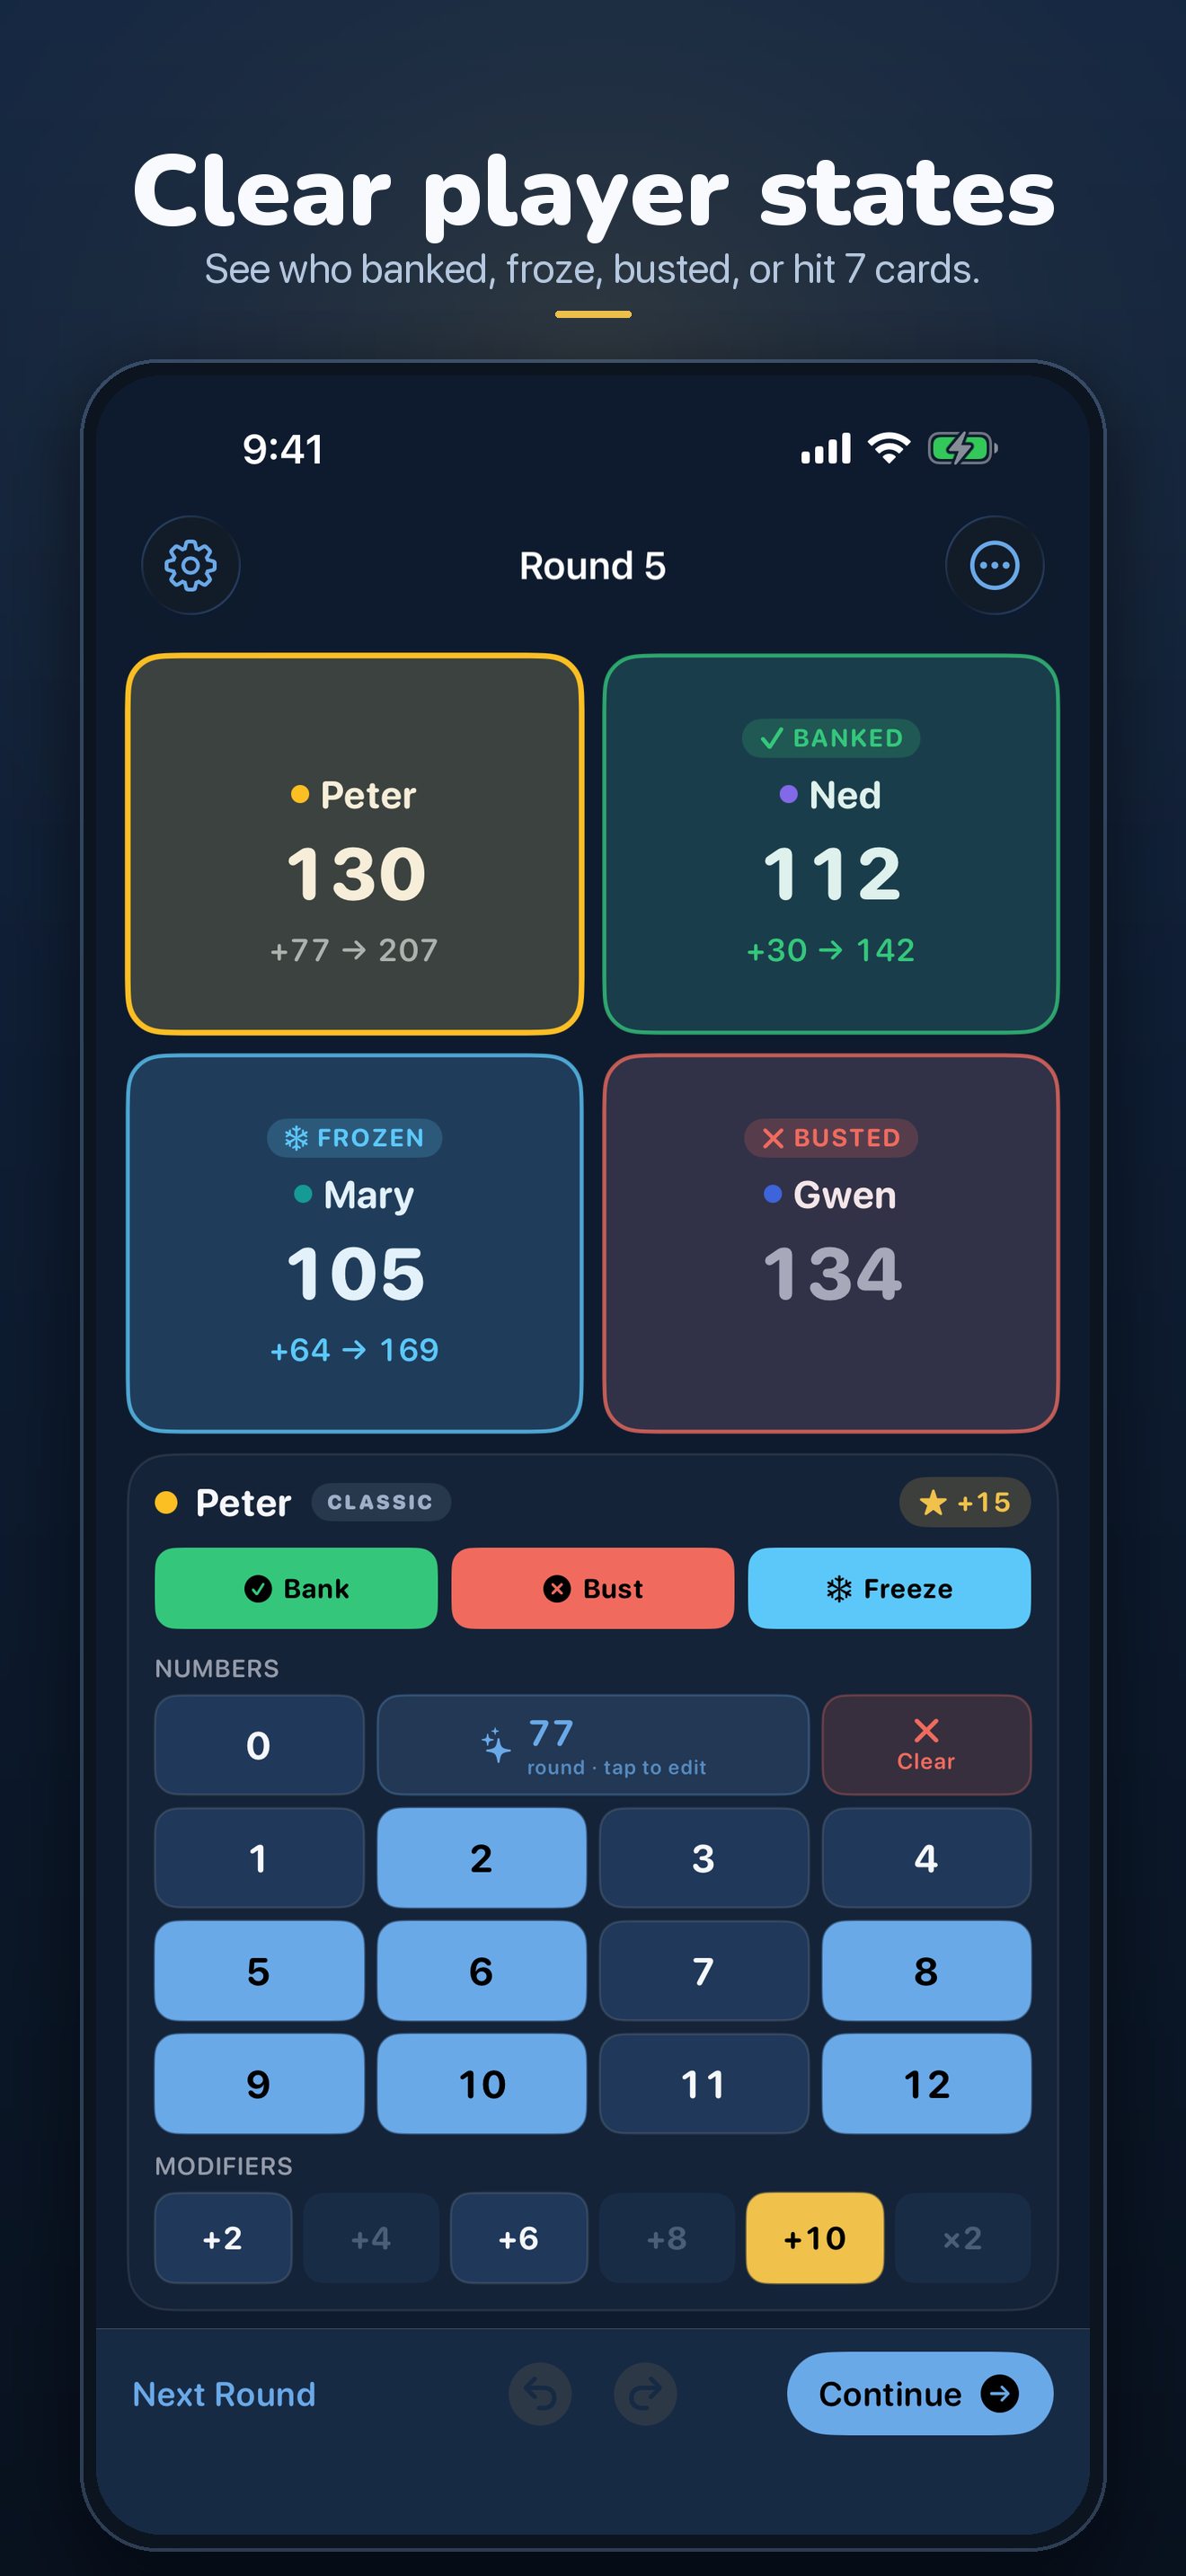 Clear player states
See who banked, froze, busted, or hit 7 cards.
9:41
Round 5
Peter
130
+77 → 207
BANKED
Ned
112
+30 → 142
FROZEN
Mary
105
+64 → 169
BUSTED
Gwen
134
Peter CLASSIC +15
Bank Bust Freeze
NUMBERS
0 77 Clear
round · tap to edit
1 2 3 4
5 6 7 8
9 10 11 12
MODIFIERS
+2 +4 +6 +8 +10 ×2
Next Round Continue